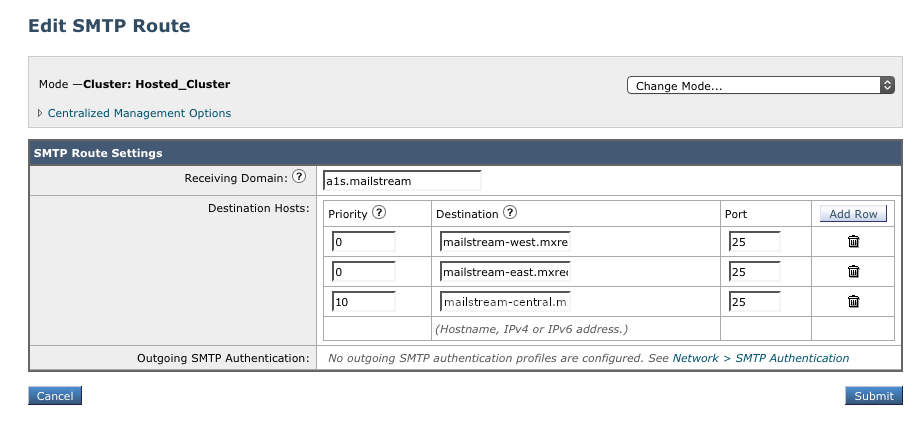 Edit SMTP Route
Mode —Cluster: Hosted_Cluster
Change Mode...
Centralized Management Options
SMTP Route Settings
Receiving Domain: ?
a1s.mailstream
Destination Hosts:
Priority ? Destination ? Port Add Row
0 mailstream-west.mxre 25
0 mailstream-east.mxre 25
10 mailstream-central.m 25
(Hostname, IPv4 or IPv6 address.)
Outgoing SMTP Authentication: No outgoing SMTP authentication profiles are configured. See Network > SMTP Authentication
Cancel Submit